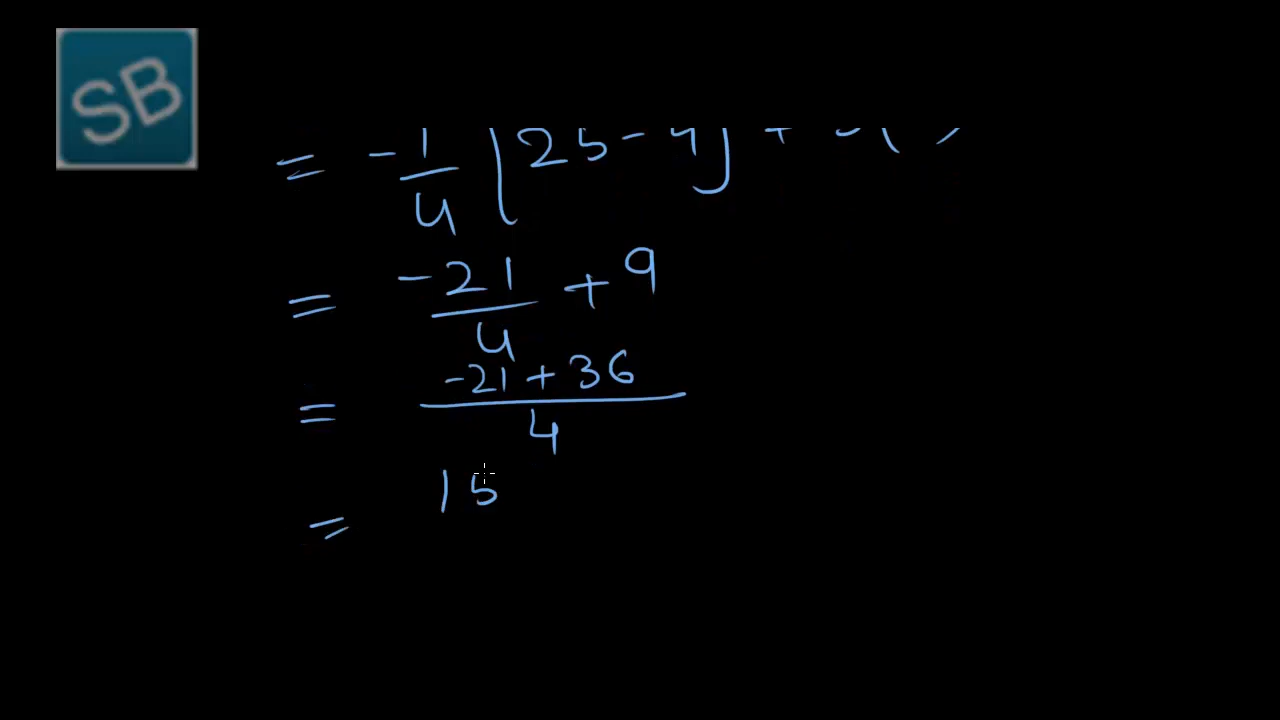 SB
= -1/4 [25-4] +
= -21/4 + 9
= -21+36/4
= 15